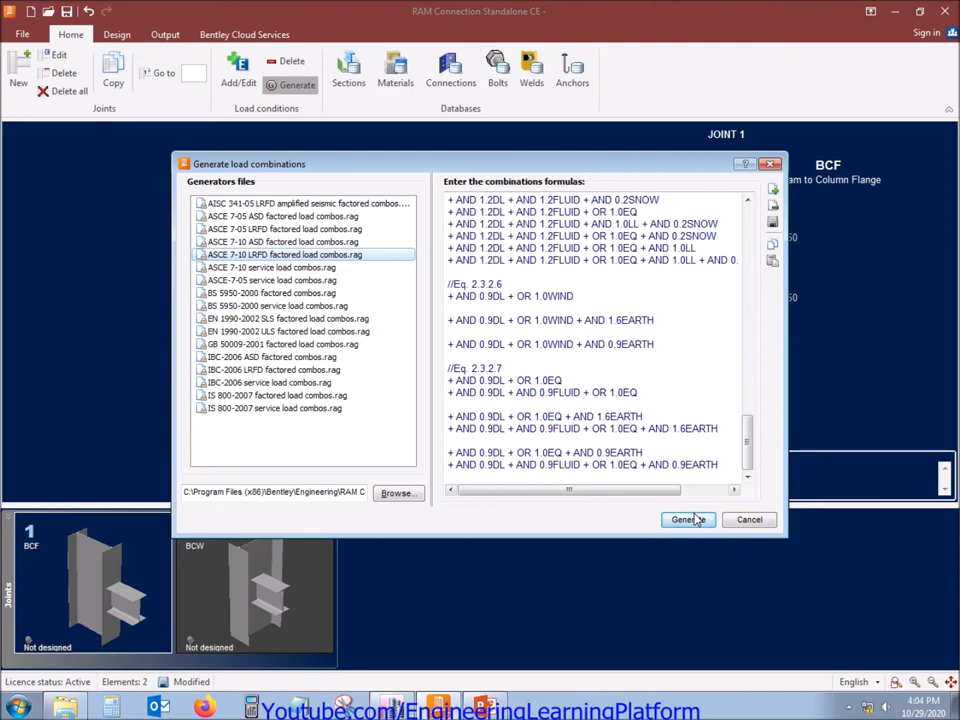 RAM Connection Standalone CE -
File
Home
Design
Output
Bentley Cloud Services
Sign in
New
Edit
Delete
Delete all
Copy
Go to
Joints
Add/Edit
Delete
Generate
Load conditions
Sections
Materials
Connections
Bolts
Welds
Anchors
Databases
JOINT 1
BCF
am to Column Flange
50
50
Generate load combinations
Generators files
AISC 341-05 LRFD amplified seismic factored combos....
ASCE 7-05 ASD factored load combos.rag
ASCE 7-05 LRFD factored load combos.rag
ASCE 7-10 ASD factored load combos.rag
ASCE 7-10 LRFD factored load combos.rag
ASCE 7-10 service load combos.rag
ASCE-7-05 service load combos.rag
BS 5950-2000 factored combos.rag
BS 5950-2000 service load combos.rag
EN 1990-2002 SLS factored load combos.rag
EN 1990-2002 ULS factored load combos.rag
GB 50009-2001 factored load combos.rag
IBC-2006 ASD factored load combos.rag
IBC-2006 LRFD factored load combos.rag
IBC-2006 service load combos.rag
IS 800-2007 factored load combos.rag
IS 800-2007 service load combos.rag
C:\Program Files (x86)\Bentley\Engineering\RAM C
Browse...
Enter the combinations formulas:
+ AND 1.2DL + AND 1.2FLUID + AND 0.2SNOW
+ AND 1.2DL + AND 1.2FLUID + OR 1.0EQ
+ AND 1.2DL + AND 1.2FLUID + AND 1.0LL + AND 0.2SNOW
+ AND 1.2DL + AND 1.2FLUID + OR 1.0EQ + AND 0.2SNOW
+ AND 1.2DL + AND 1.2FLUID + OR 1.0EQ + AND 1.0LL
+ AND 1.2DL + AND 1.2FLUID + OR 1.0EQ + AND 1.0LL + AND 0.
//Eq. 2.3.2.6
+ AND 0.9DL + OR 1.0WIND
+ AND 0.9DL + OR 1.0WIND + AND 1.6EARTH
+ AND 0.9DL + OR 1.0WIND + AND 0.9EARTH
//Eq. 2.3.2.7
+ AND 0.9DL + OR 1.0EQ
+ AND 0.9DL + AND 0.9FLUID + OR 1.0EQ
+ AND 0.9DL + OR 1.0EQ + AND 1.6EARTH
+ AND 0.9DL + AND 0.9FLUID + OR 1.0EQ + AND 1.6EARTH
+ AND 0.9DL + OR 1.0EQ + AND 0.9EARTH
+ AND 0.9DL + AND 0.9FLUID + OR 1.0EQ + AND 0.9EARTH
Generate
Cancel
Joints
1
BCF
Not designed
BCW
Not designed
Licence status: Active
Elements: 2
Modified
English
Youtube.com/EngineeringLearningPlatform
4:04 PM
10/29/2020